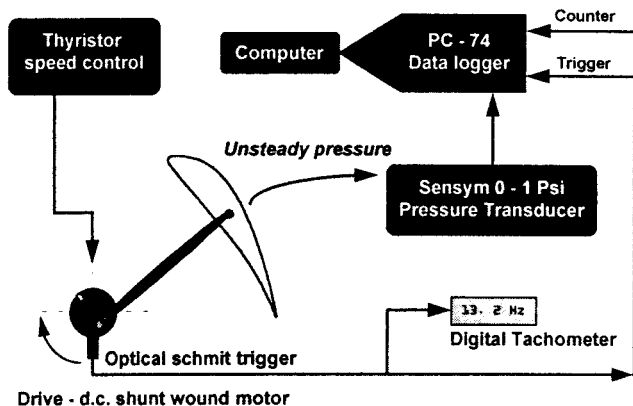 Thyristor
speed control
Computer
PC - 74
Data logger
Counter
Trigger
Unsteady pressure
Sensym 0 - 1 Psi
Pressure Transducer
13. 2 Hz
Digital Tachometer
Optical schmit trigger
Drive - d.c. shunt wound motor